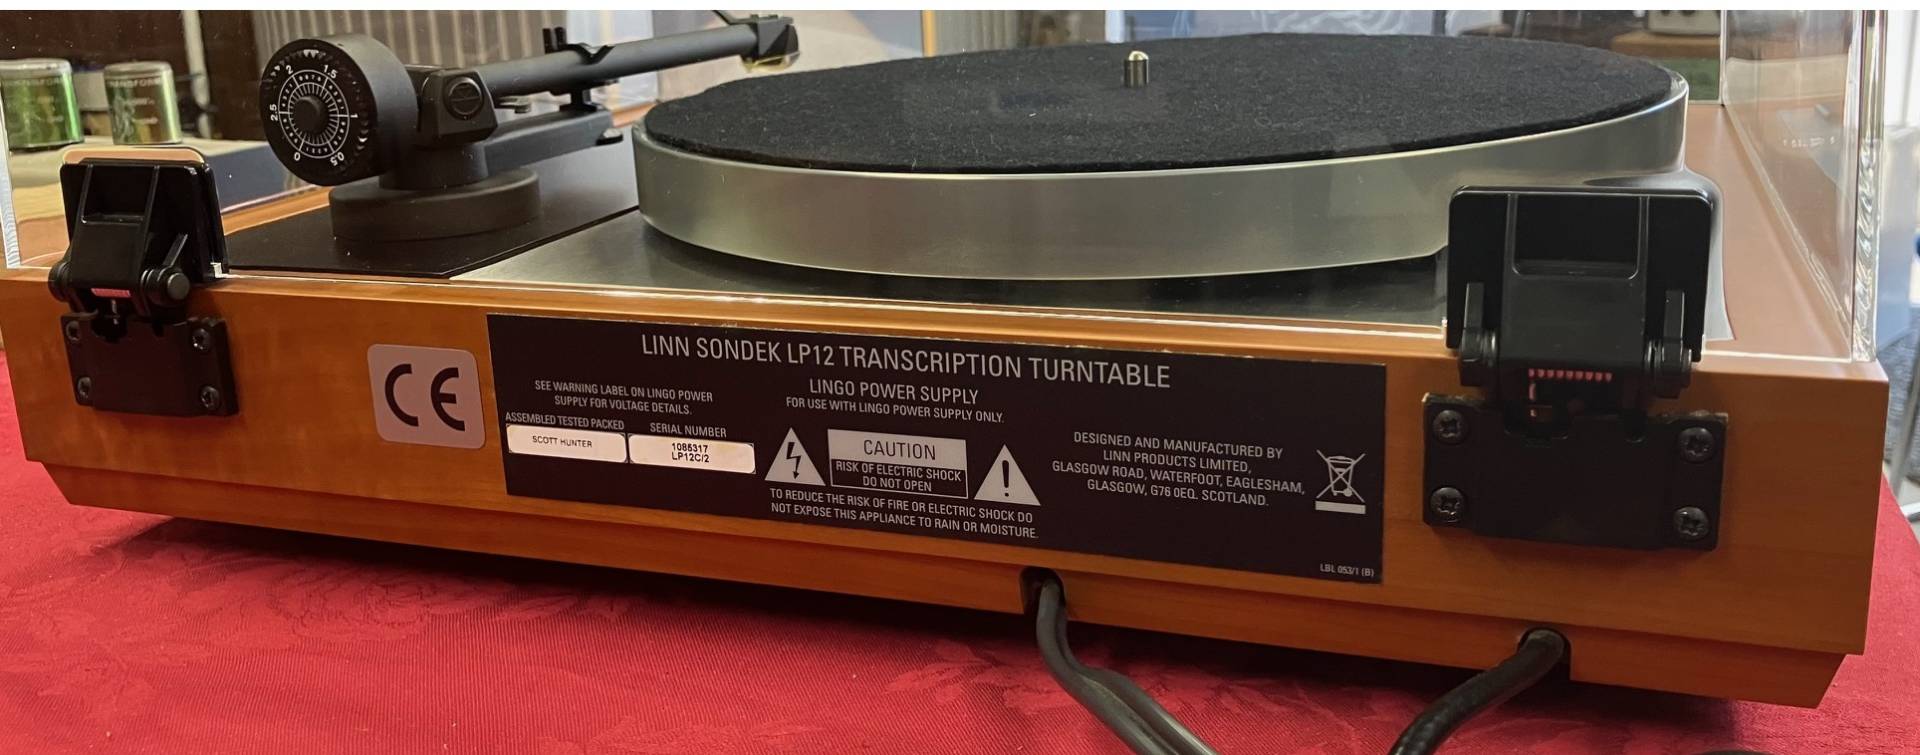 2
1.5
2.5
1
0
0.5
CE
LINN SONDEK LP12 TRANSCRIPTION TURNTABLE
LINGO POWER SUPPLY
FOR USE WITH LINGO POWER SUPPLY ONLY.
SEE WARNING LABEL ON LINGO POWER
SUPPLY FOR VOLTAGE DETAILS.
ASSEMBLED TESTED PACKED
SCOTT HUNTER
SERIAL NUMBER
1086317
LP12C/2
CAUTION
RISK OF ELECTRIC SHOCK
DO NOT OPEN
TO REDUCE THE RISK OF FIRE OR ELECTRIC SHOCK DO
NOT EXPOSE THIS APPLIANCE TO RAIN OR MOISTURE.
DESIGNED AND MANUFACTURED BY
LINN PRODUCTS LIMITED,
GLASGOW ROAD, WATERFOOT, EAGLESHAM,
GLASGOW, G76 0EQ. SCOTLAND.
LBL 053/1 (B)